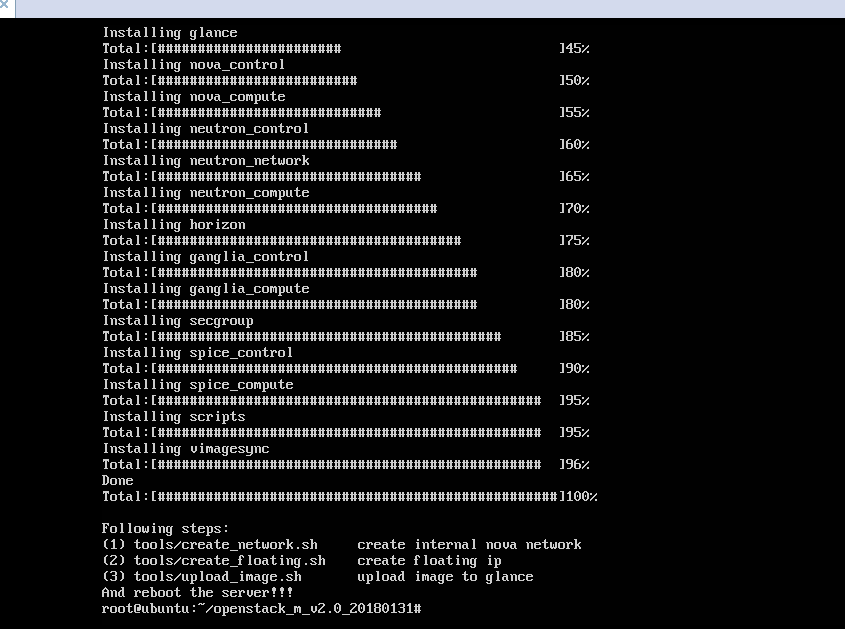 Installing glance
Total:[####################### ]45%
Installing nova_control
Total:[######################### ]50%
Installing nova_compute
Total:[############################ ]55%
Installing neutron_control
Total:[############################## ]60%
Installing neutron_network
Total:[################################# ]65%
Installing neutron_compute
Total:[################################### ]70%
Installing horizon
Total:[###################################### ]75%
Installing ganglia_control
Total:[######################################## ]80%
Installing ganglia_compute
Total:[######################################## ]80%
Installing secgroup
Total:[########################################### ]85%
Installing spice_control
Total:[############################################# ]90%
Installing spice_compute
Total:[################################################ ]95%
Installing scripts
Total:[################################################ ]95%
Installing vimagesync
Total:[################################################ ]96%
Done
Total:[##################################################]100%
Following steps:
(1) tools/create_network.sh create internal nova network
(2) tools/create_floating.sh create floating ip
(3) tools/upload_image.sh upload image to glance
And reboot the server!!!
root@ubuntu:~/openstack_m_v2.0_20180131#